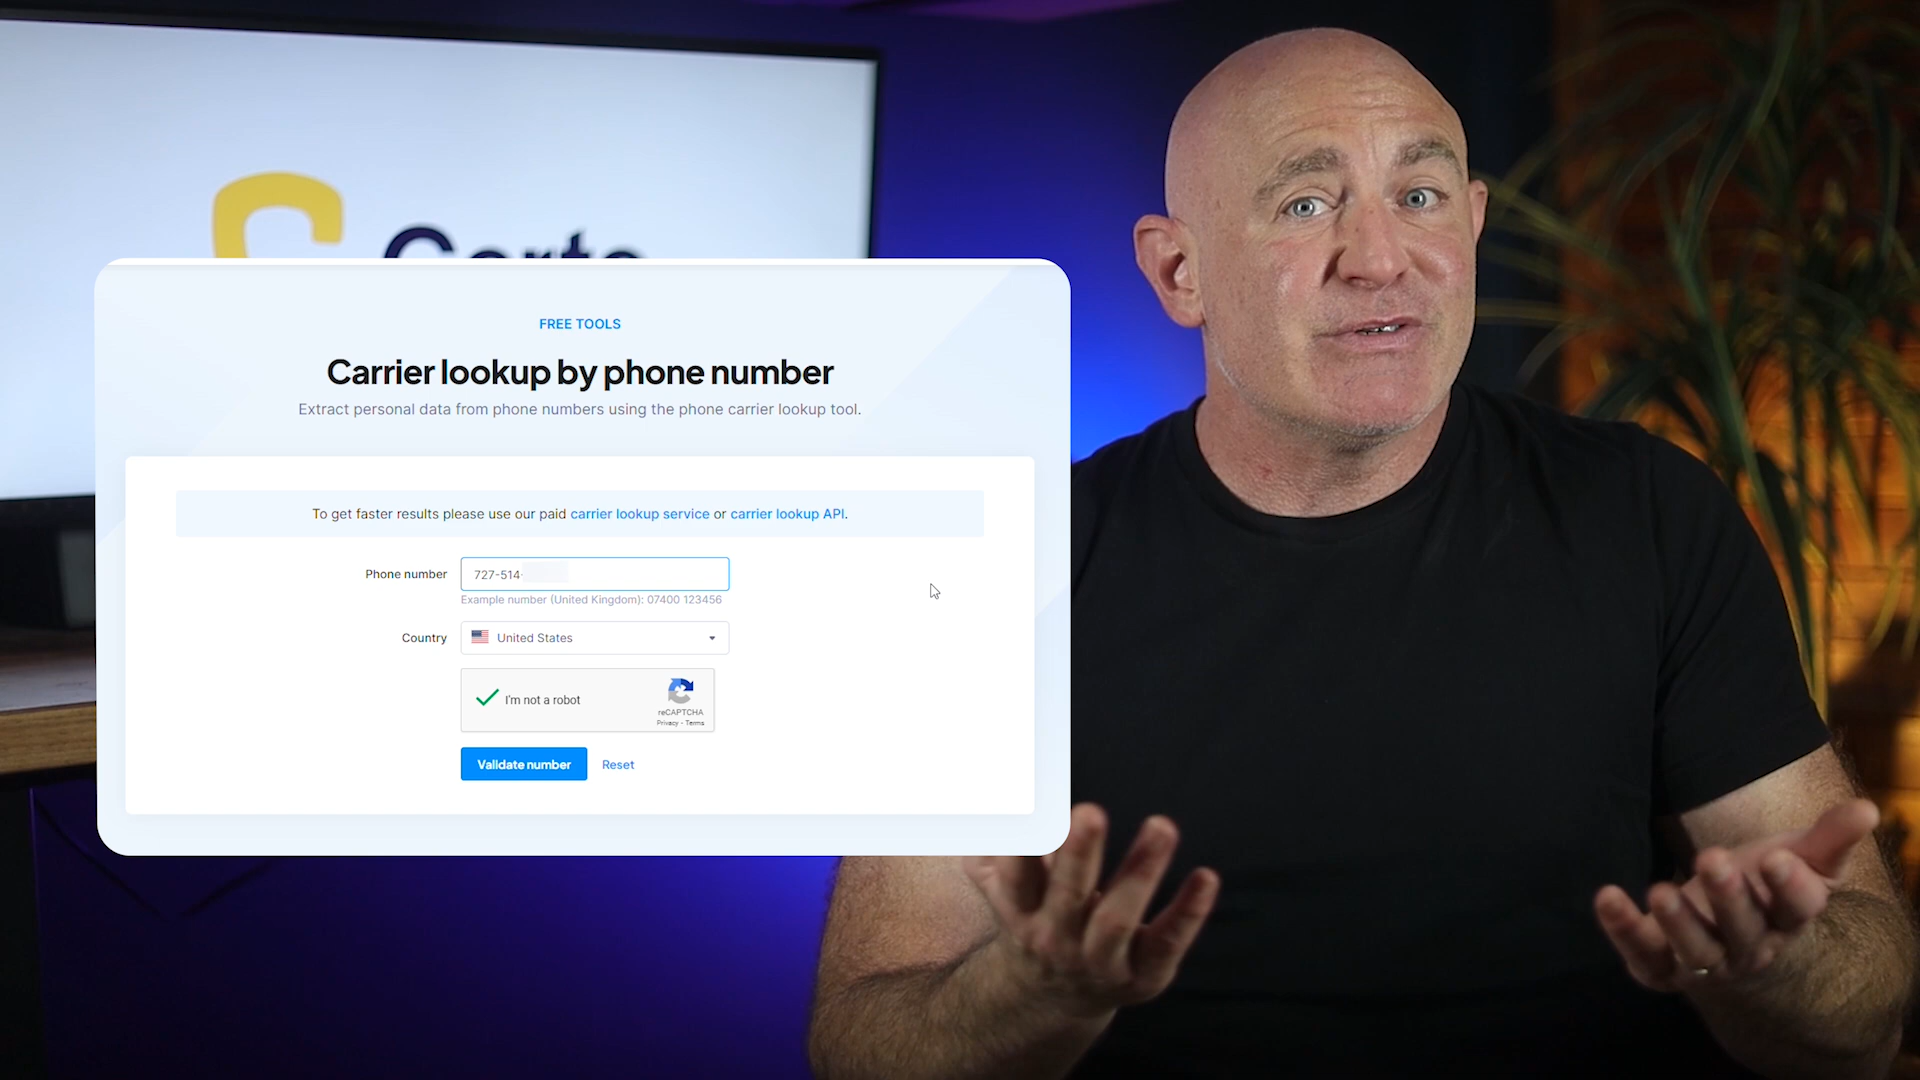 Certo
FREE TOOLS
Carrier lookup by phone number
Extract personal data from phone numbers using the phone carrier lookup tool.
To get faster results please use our paid carrier lookup service or carrier lookup API.
Phone number
727-514-
Example number (United Kingdom): 07400 123456
Country
United States
I'm not a robot
reCAPTCHA
Privacy - Terms
Validate number
Reset